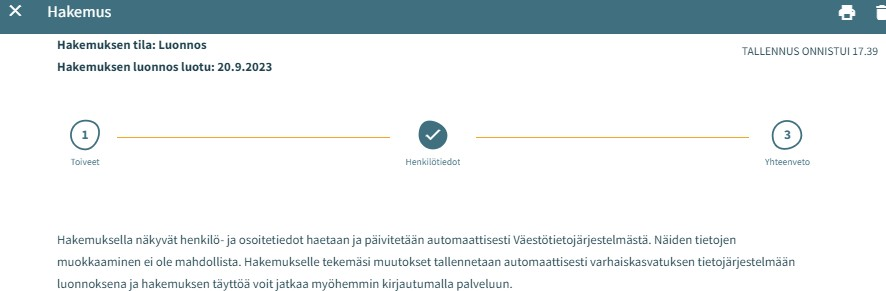 Hakemus
Hakemuksen tila: Luonnos
TALLENNUS ONNISTUI 17.39
Hakemuksen luonnos luotu: 20.9.2023
1
3
Toiveet
Henkilötiedot
Yhteenveto
Hakemuksella näkyvät henkilö- ja osoitetiedot haetaan ja päivitetään automaattisesti Väestötietojärjestelmästä. Näiden tietojen
muokkaaminen ei ole mahdollista. Hakemukselle tekemäsi muutokset tallennetaan automaattisesti varhaiskasvatuksen tietojärjestelmään
luonnoksena ja hakemuksen täyttöä voit jatkaa myöhemmin kirjautumalla palveluun.